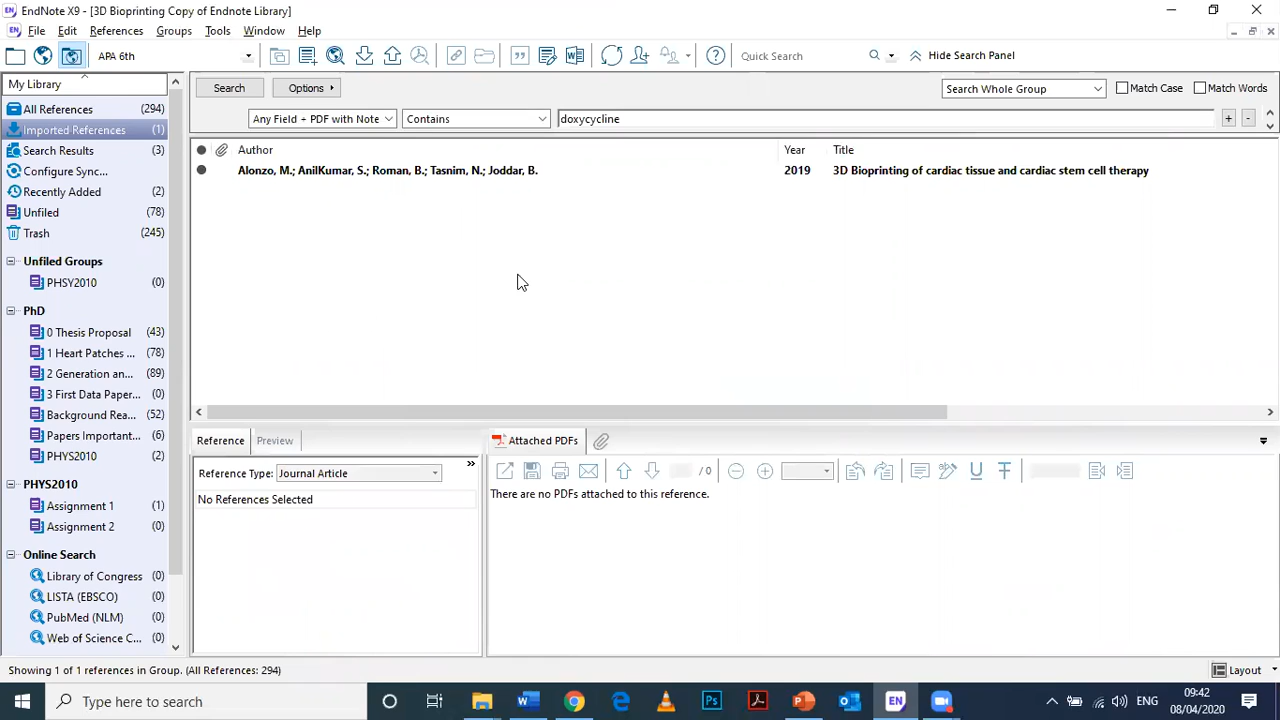 EN EndNote X9 - [3D Bioprinting Copy of Endnote Library]
EN File Edit References Groups Tools Window Help
APA 6th
Quick Search
Hide Search Panel
My Library
Search
Options
Search Whole Group
Match Case
Match Words
Any Field + PDF with Note
Contains
doxycycline
+
-
All References (294)
Imported References (1)
Search Results (3)
Configure Sync...
Recently Added (2)
Unfiled (78)
Trash (245)
Unfiled Groups
PHSY2010 (0)
PhD
0 Thesis Proposal (43)
1 Heart Patches ... (78)
2 Generation an... (89)
3 First Data Paper... (0)
Background Rea... (52)
Papers Important... (6)
PHYS2010 (2)
PHYS2010
Assignment 1 (1)
Assignment 2 (0)
Online Search
Library of Congress (0)
LISTA (EBSCO) (0)
PubMed (NLM) (0)
Web of Science C... (0)
Author Year Title
Alonzo, M.; AnilKumar, S.; Roman, B.; Tasnim, N.; Joddar, B. 2019 3D Bioprinting of cardiac tissue and cardiac stem cell therapy
Reference Preview
Reference Type: Journal Article
No References Selected
Attached PDFs
/ 0
There are no PDFs attached to this reference.
Showing 1 of 1 references in Group. (All References: 294)
Layout
Type here to search
W
Ps
P
EN
ENG
09:42
08/04/2020